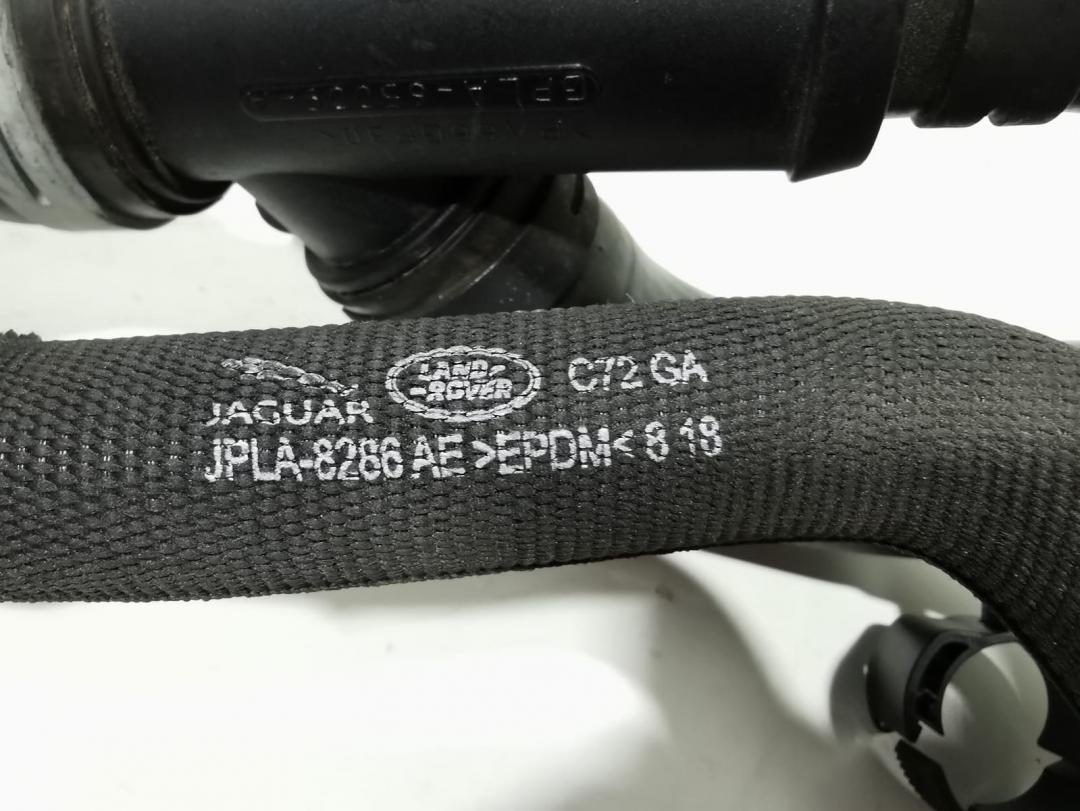 JAGUAR
LAND-
-ROVER
C72 GA
JPLA-8286 AE >EPDM< 8 18